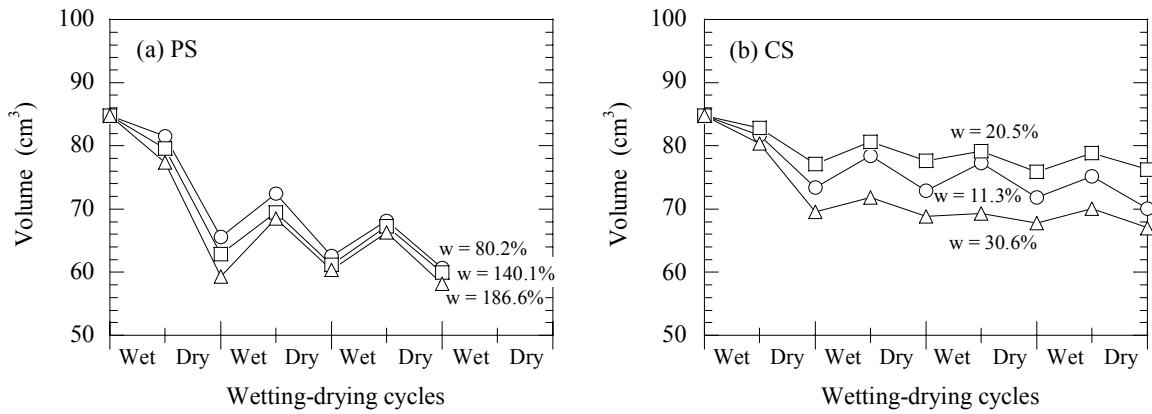 (a) PS
100
90
80
70
60
50
Volume (cm³)
w = 80.2%
w = 140.1%
w = 186.6%
Wet Dry Wet Dry Wet Dry Wet Dry
Wetting-drying cycles
(b) CS
100
90
80
70
60
50
Volume (cm³)
w = 20.5%
w = 11.3%
w = 30.6%
Wet Dry Wet Dry Wet Dry Wet Dry
Wetting-drying cycles